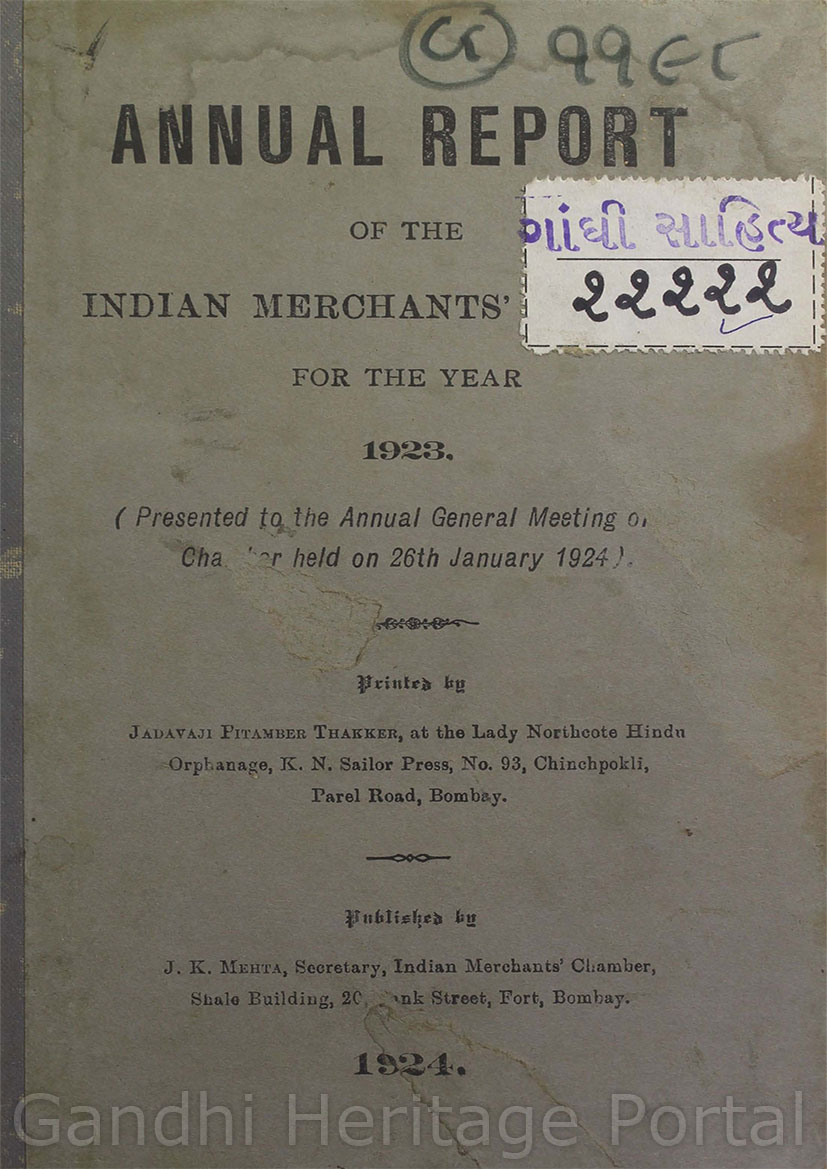 ૧૧૯૮
ANNUAL REPORT
OF THE
ગાંધી સાહિત્ય
૨૨૨૨૨
INDIAN MERCHANTS'
FOR THE YEAR
1923.
( Presented to the Annual General Meeting
held on 26th January 1924 ).
Printed by
JADAVAJI PITAMBER THAKKER, at the Lady Northcote Hindu
Orphanage, K. N. Sailor Press, No. 93, Chinchpokli,
Parel Road, Bombay.
Published by
J. K. MEHTA, Secretary, Indian Merchants' Chamber,
Building, Street, Fort, Bombay.
1924.
Gandhi Heritage Portal